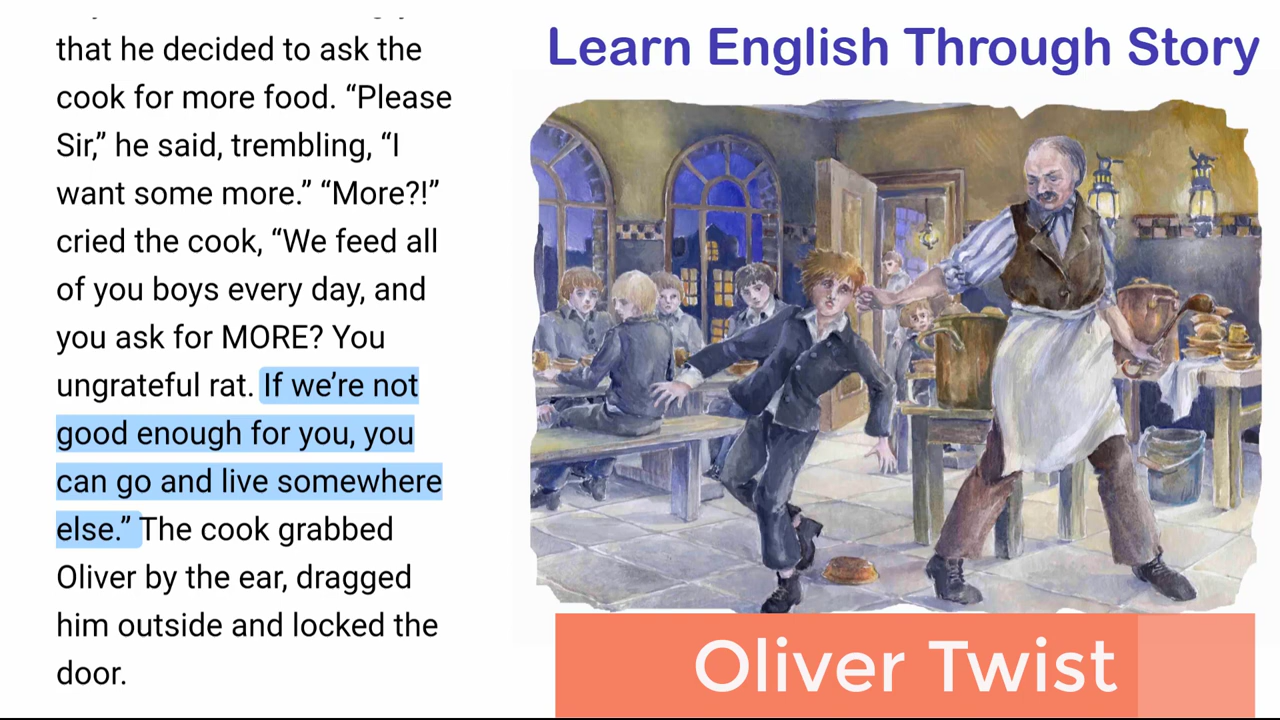 that he decided to ask the
cook for more food. “Please
Sir,” he said, trembling, “I
want some more.” “More?!”
cried the cook, “We feed all
of you boys every day, and
you ask for MORE? You
ungrateful rat. If we’re not
good enough for you, you
can go and live somewhere
else.” The cook grabbed
Oliver by the ear, dragged
him outside and locked the
door.
Learn English Through Story
Oliver Twist